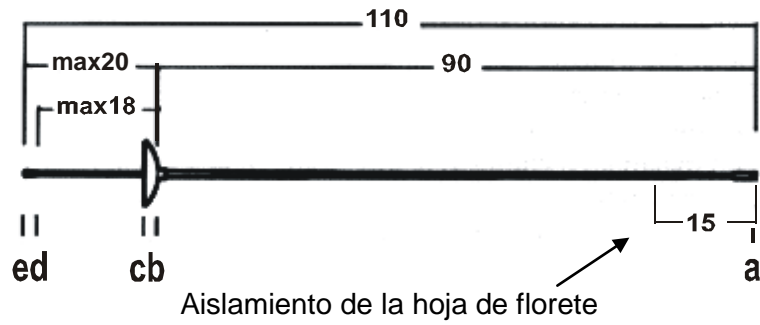 110
max20 90
max18
15
ed cb a
Aislamiento de la hoja de florete